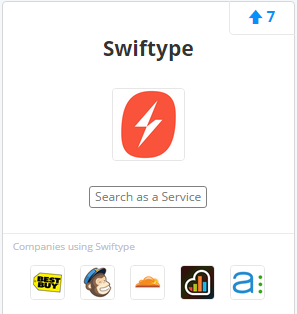 7
Swiftype
Search as a Service
Companies using Swiftype
BEST
BUY
a: